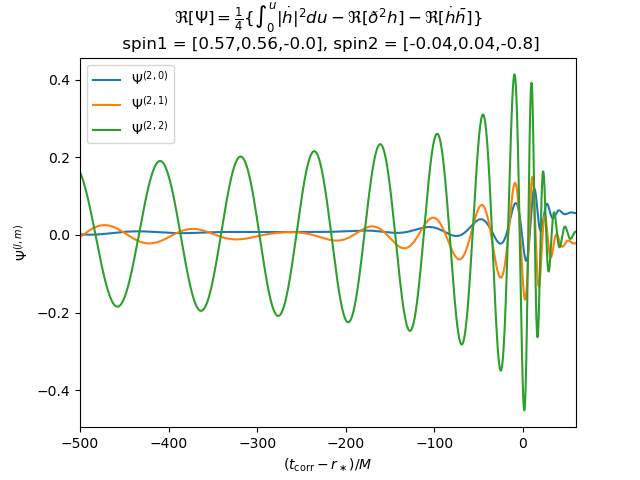 ℜ[Ψ] = 1/4{∫₀ᵘ|ḣ|²du − ℜ[ð²h] − ℜ[ḣh̄]}
spin1 = [0.57,0.56,-0.0], spin2 = [-0.04,0.04,-0.8]
Ψ^(2,0)
Ψ^(2,1)
Ψ^(2,2)
0.4
0.2
0.0
−0.2
−0.4
Ψ^(l,m)
−500 −400 −300 −200 −100 0
(t_corr − r_∗)/M